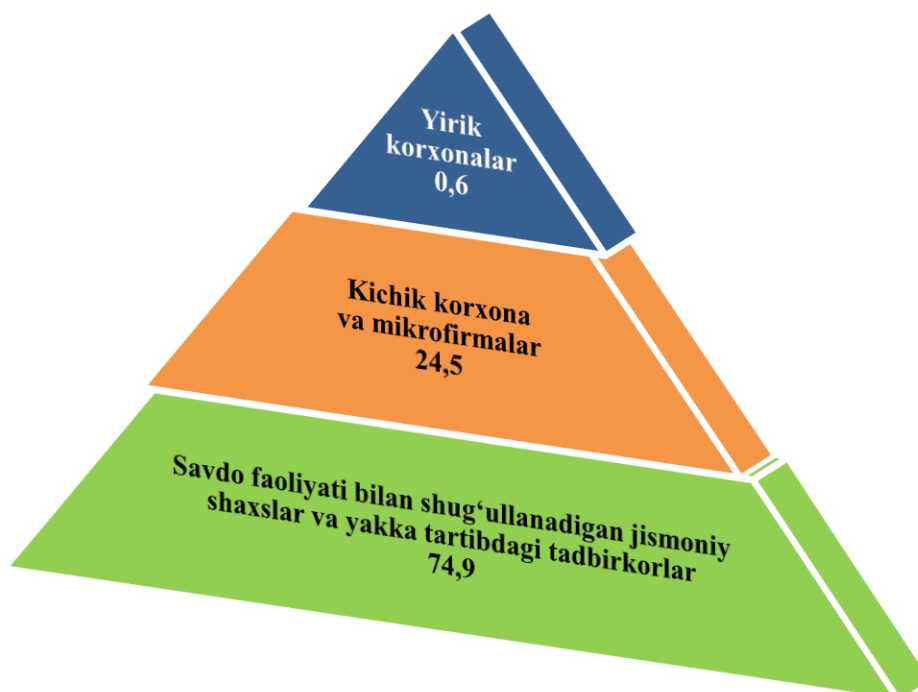 Yirik
korxonalar
0,6
Kichik korxona
va mikrofirmalar
24,5
Savdo faoliyati bilan shug‘ullanadigan jismoniy
shaxslar va yakka tartibdagi tadbirkorlar
74,9